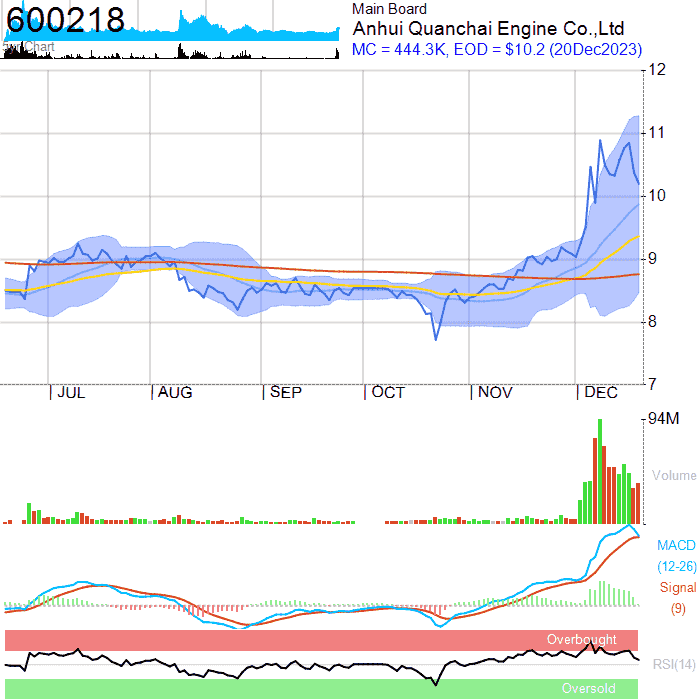 600218
Main Board
Anhui Quanchai Engine Co.,Ltd
MC = 444.3K, EOD = $10.2 (20Dec2023)
Chart
12
11
10
9
8
7
JUL
AUG
SEP
OCT
NOV
DEC
94M
Volume
MACD
(12-26)
Signal
(9)
Overbought
RSI(14)
Oversold